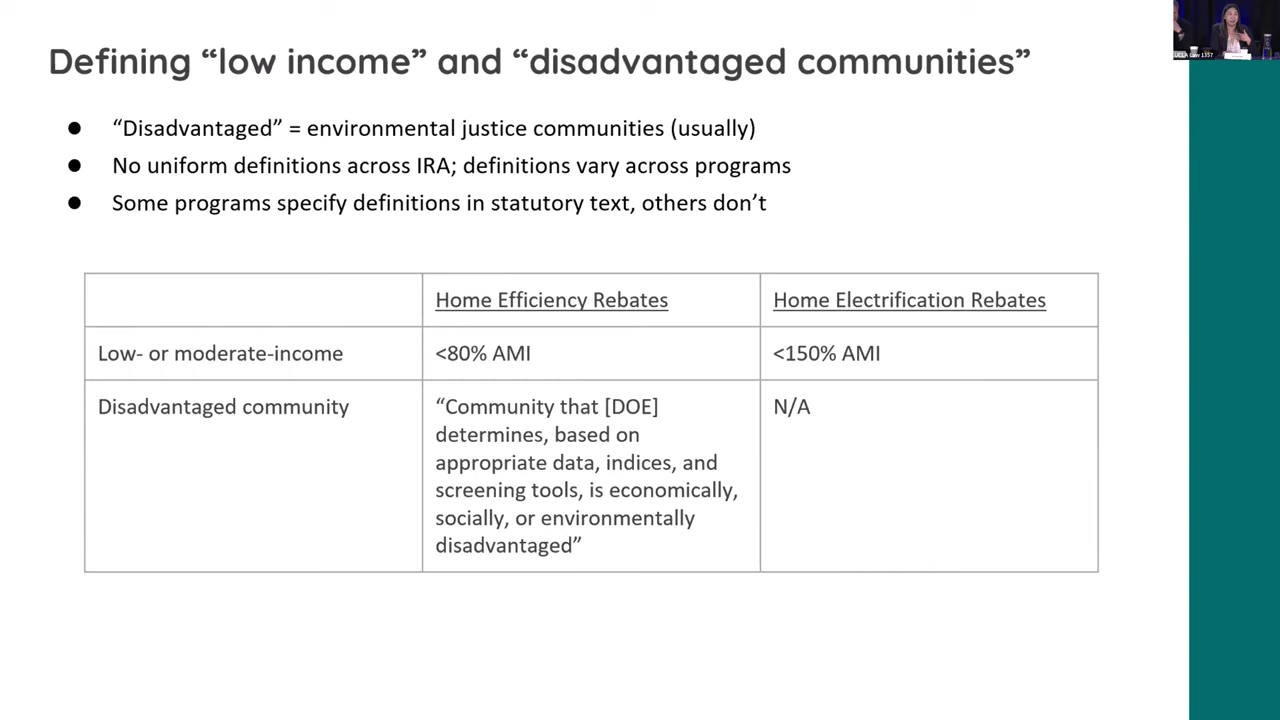 Defining “low income” and “disadvantaged communities”
● “Disadvantaged” = environmental justice communities (usually)
● No uniform definitions across IRA; definitions vary across programs
● Some programs specify definitions in statutory text, others don’t
Home Efficiency Rebates
Home Electrification Rebates
Low- or moderate-income
<80% AMI
<150% AMI
Disadvantaged community
“Community that [DOE]
determines, based on
appropriate data, indices, and
screening tools, is economically,
socially, or environmentally
disadvantaged”
N/A
UCLA Law 1357